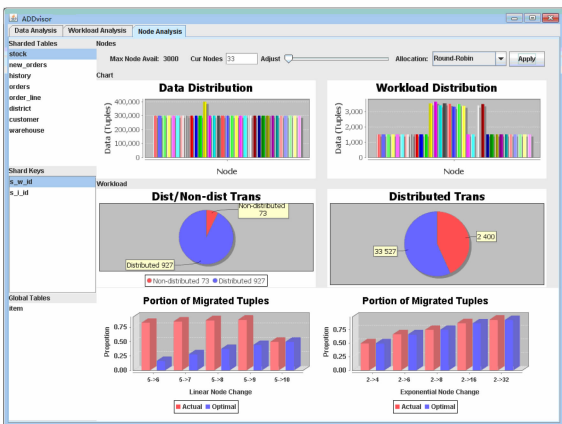 ADDvisor
Data Analysis Workload Analysis Node Analysis
Sharded Tables
stock
new_orders
history
orders
order_line
district
customer
warehouse
Shard Keys
s_w_id
s_i_id
Global Tables
item
Nodes
Max Node Avail: 3000 Cur Nodes 33 Adjust Allocation: Round-Robin Apply
Chart
Data Distribution
Data (Tuples)
400,000
300,000
200,000
100,000
0
Node
Workload Distribution
Data (Tuples)
3,000
2,000
1,000
0
Node
Workload
Dist/Non-dist Trans
Non-distributed
73
Distributed 927
Non-distributed 73 Distributed 927
Distributed Trans
2 400
33 527
Portion of Migrated Tuples
Propotion
0.75
0.50
0.25
0.00
5->6 5->7 5->8 5->9 5->10
Linear Node Change
Actual Optimal
Portion of Migrated Tuples
Propotion
0.75
0.50
0.25
0.00
2->4 2->6 2->8 2->16 2->32
Exponential Node Change
Actual Optimal